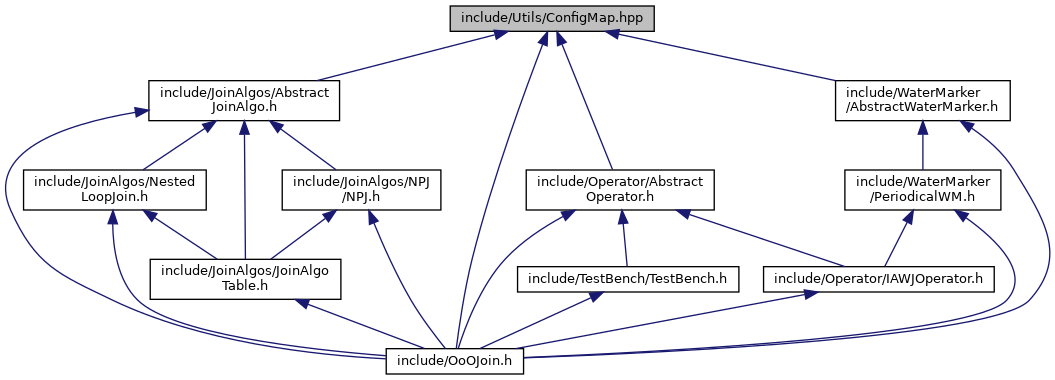 include/Utils/ConfigMap.hpp
include/JoinAlgos/Abstract
JoinAlgo.h
include/WaterMarker
/AbstractWaterMarker.h
include/JoinAlgos/Nested
LoopJoin.h
include/JoinAlgos/NPJ
/NPJ.h
include/Operator/Abstract
Operator.h
include/WaterMarker
/PeriodicalWM.h
include/JoinAlgos/JoinAlgo
Table.h
include/TestBench/TestBench.h
include/Operator/IAWJOperator.h
include/OoOJoin.h